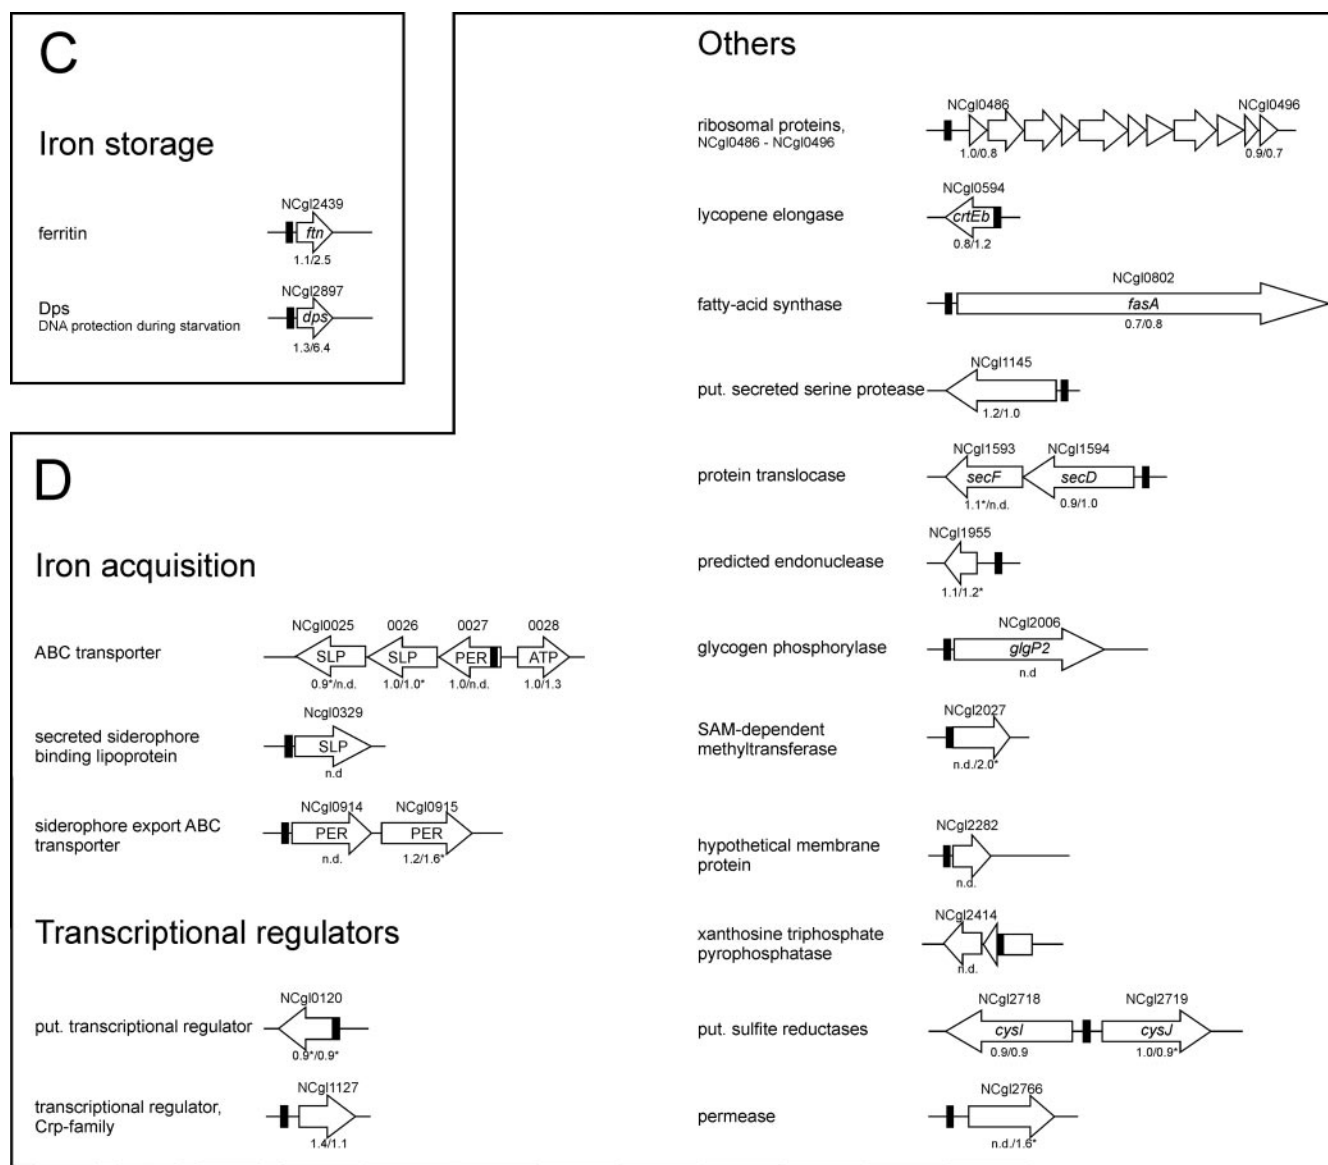 C
Iron storage
ferritin
NCgl2439
ftn
1.1/2.5
Dps
DNA protection during starvation
NCgl2897
dps
1.3/6.4
D
Iron acquisition
ABC transporter
NCgl0025 0026 0027 0028
SLP SLP PER ATP
0.9*/n.d. 1.0/1.0* 1.0/n.d. 1.0/1.3
secreted siderophore
binding lipoprotein
Ncgl0329
SLP
n.d
siderophore export ABC
transporter
NCgl0914 NCgl0915
PER PER
n.d. 1.2/1.6*
Transcriptional regulators
put. transcriptional regulator
NCgl0120
0.9*/0.9*
transcriptional regulator,
Crp-family
NCgl1127
1.4/1.1
Others
ribosomal proteins,
NCgl0486 - NCgl0496
NCgl0486 NCgl0496
1.0/0.8 0.9/0.7
lycopene elongase
NCgl0594
crtEb
0.8/1.2
fatty-acid synthase
NCgl0802
fasA
0.7/0.8
put. secreted serine protease
NCgl1145
1.2/1.0
protein translocase
NCgl1593 NCgl1594
secF secD
1.1*/n.d. 0.9/1.0
predicted endonuclease
NCgl1955
1.1/1.2*
glycogen phosphorylase
NCgl2006
glgP2
n.d
SAM-dependent
methyltransferase
NCgl2027
n.d./2.0*
hypothetical membrane
protein
NCgl2282
n.d.
xanthosine triphosphate
pyrophosphatase
NCgl2414
n.d.
put. sulfite reductases
NCgl2718 NCgl2719
cysI cysJ
0.9/0.9 1.0/0.9*
permease
NCgl2766
n.d./1.6*